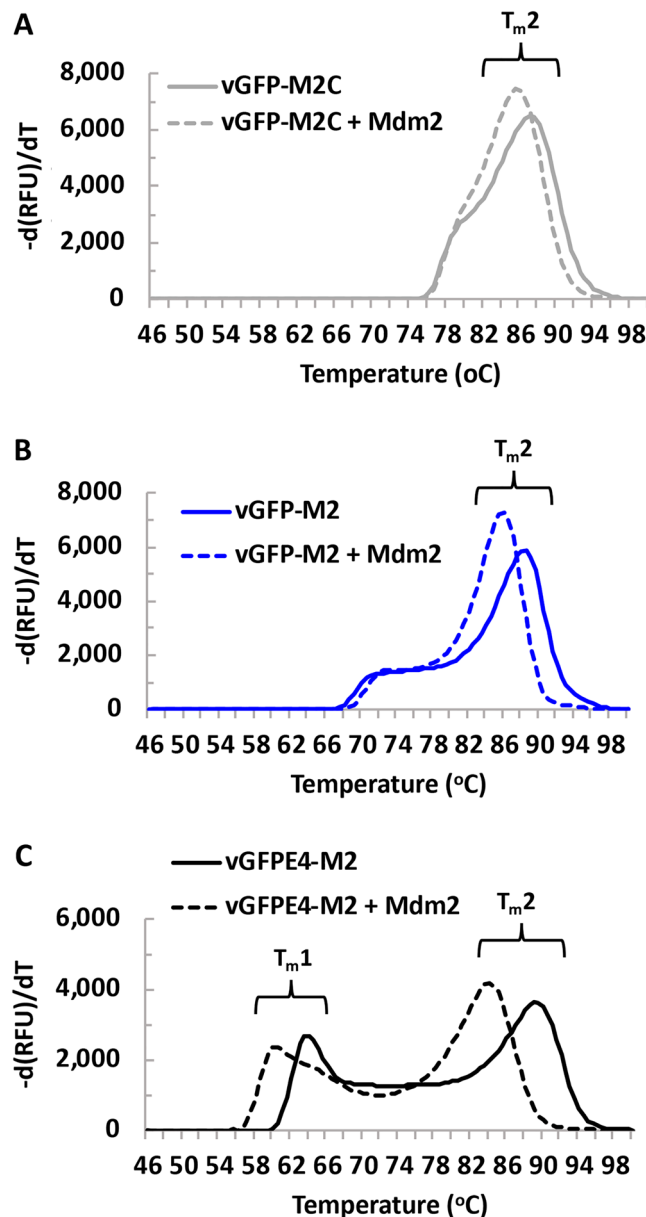 A
Tm2
8,000
vGFP-M2C
vGFP-M2C + Mdm2
6,000
4,000
2,000
0
-d(RFU)/dT
46 50 54 58 62 66 70 74 78 82 86 90 94 98
Temperature (oC)
B
Tm2
8,000
vGFP-M2
vGFP-M2 + Mdm2
6,000
4,000
2,000
0
-d(RFU)/dT
46 50 54 58 62 66 70 74 78 82 86 90 94 98
Temperature (°C)
C
vGFPE4-M2
vGFPE4-M2 + Mdm2
Tm2
6,000
Tm1
4,000
2,000
0
-d(RFU)/dT
46 50 54 58 62 66 70 74 78 82 86 90 94 98
Temperature (°C)